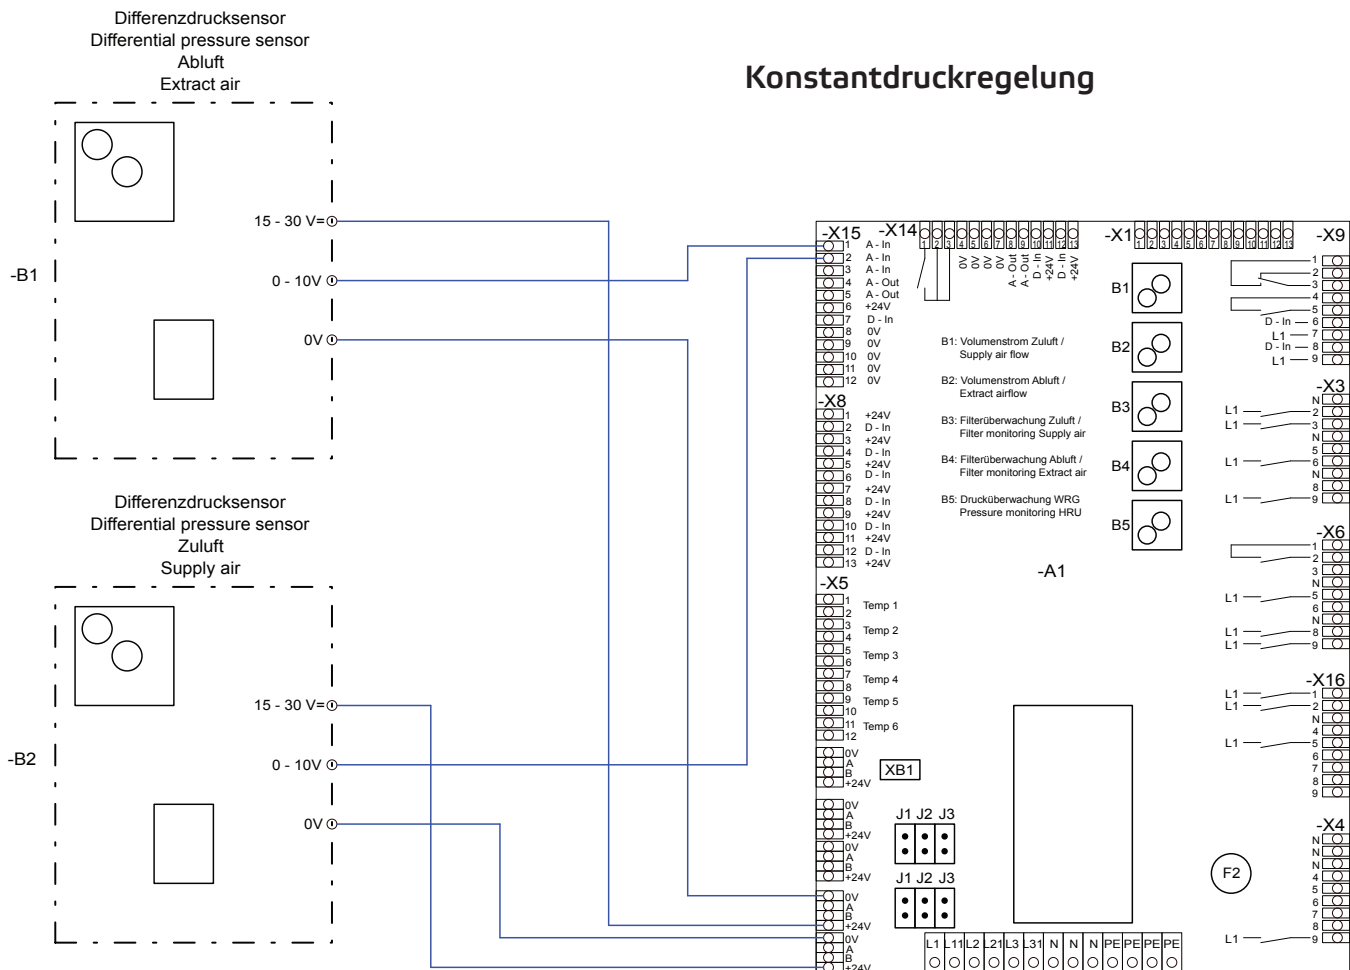 Differenzdrucksensor
Differential pressure sensor
Abluft
Extract air
Konstantdruckregelung
-B1
15 - 30 V=
0 - 10V
0V
Differenzdrucksensor
Differential pressure sensor
Zuluft
Supply air
-B2
15 - 30 V=
0 - 10V
0V
-X15
1 A - In
2 A - In
3 A - In
4 A - Out
5 A - Out
6 +24V
7 D - In
8 0V
9 0V
10 0V
11 0V
12 0V
-X14
1 2 3 4 5 6 7 8 9 10 11 12 13
0V
0V
0V
0V
A - Out
A - Out
D - In
+24V
D - In
+24V
-X1
1 2 3 4 5 6 7 8 9 10 11 12 13
-X8
1 +24V
2 D - In
3 +24V
4 D - In
5 +24V
6 D - In
7 +24V
8 D - In
9 +24V
10 D - In
11 +24V
12 D - In
13 +24V
-X5
1
2
Temp 1
3
4
Temp 2
5
6
Temp 3
7
8
Temp 4
9
10
Temp 5
11
12
Temp 6
0V
A
B
+24V
XB1
0V
A
B
+24V
0V
A
B
+24V
0V
A
B
+24V
0V
A
B
+24V
J1 J2 J3
J1 J2 J3
B1: Volumenstrom Zuluft /
Supply air flow
B2: Volumenstrom Abluft /
Extract airflow
B3: Filterüberwachung Zuluft /
Filter monitoring Supply air
B4: Filterüberwachung Abluft /
Filter monitoring Extract air
B5: Drucküberwachung WRG
Pressure monitoring HRU
B1
B2
B3
B4
B5
-A1
F2
L1 L11 L2 L21 L3 L31 N N N PE PE PE PE
-X9
1
2
3
4
5
D - In 6
L1 7
D - In 8
L1 9
-X3
N
L1 2
L1 3
N
5
L1 6
N
8
L1 9
-X6
1
2
3
N
L1 5
6
N
L1 8
L1 9
-X16
L1 1
L1 2
N
4
L1 5
6
7
8
9
-X4
N
N
N
4
5
6
7
8
L1 9